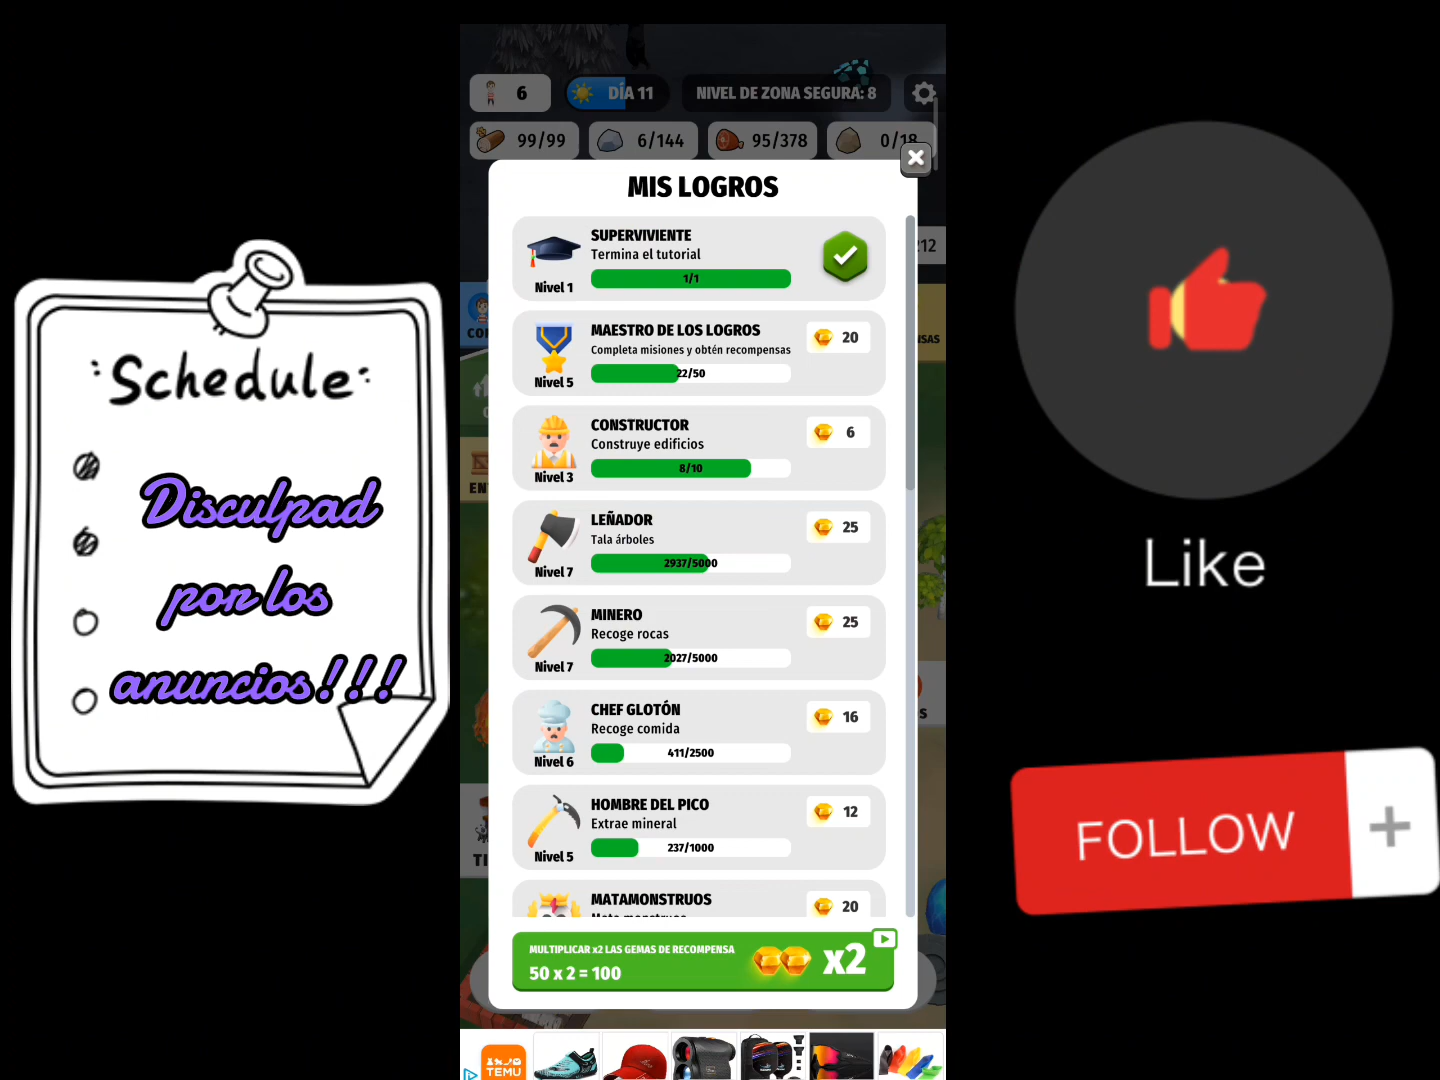 6
DÍA 11
NIVEL DE ZONA SEGURA: 8
99/99
6/144
95/378
0/18
MIS LOGROS
SUPERVIVIENTE
Termina el tutorial
1/1
Nivel 1
212
MAESTRO DE LOS LOGROS
Completa misiones y obtén recompensas
22/50
Nivel 5
20
CONSTRUCTOR
Construye edificios
8/10
Nivel 3
6
LEÑADOR
Tala árboles
2937/5000
Nivel 7
25
MINERO
Recoge rocas
2027/5000
Nivel 7
25
CHEF GLOTÓN
Recoge comida
411/2500
Nivel 6
16
HOMBRE DEL PICO
Extrae mineral
237/1000
Nivel 5
12
MATAMONSTRUOS
20
MULTIPLICAR x2 LAS GEMAS DE RECOMPENSA
50 x 2 = 100
x2
TEMU
Schedule
Disculpad
por los
anuncios!!!
Like
FOLLOW +